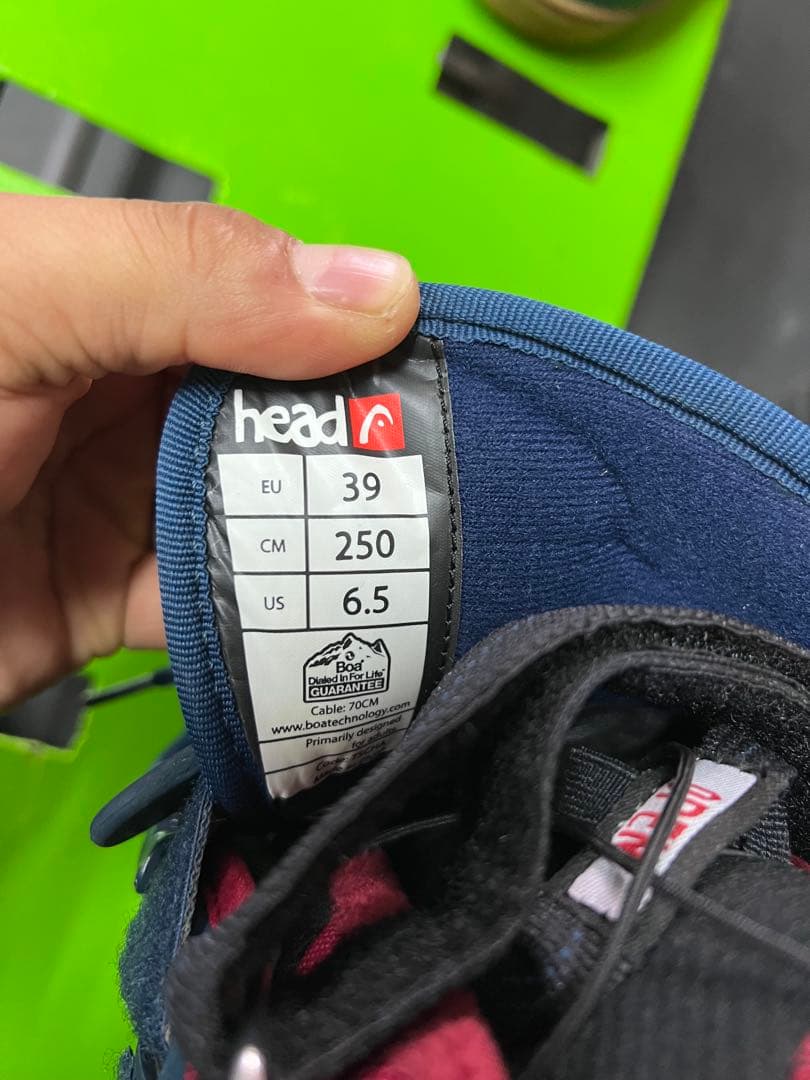 head
EU 39
CM 250
US 6.5
Boa
Dialed In For Life™
GUARANTEE
Cable: 70CM
www.boatechnology.com
Primarily designed
for adults